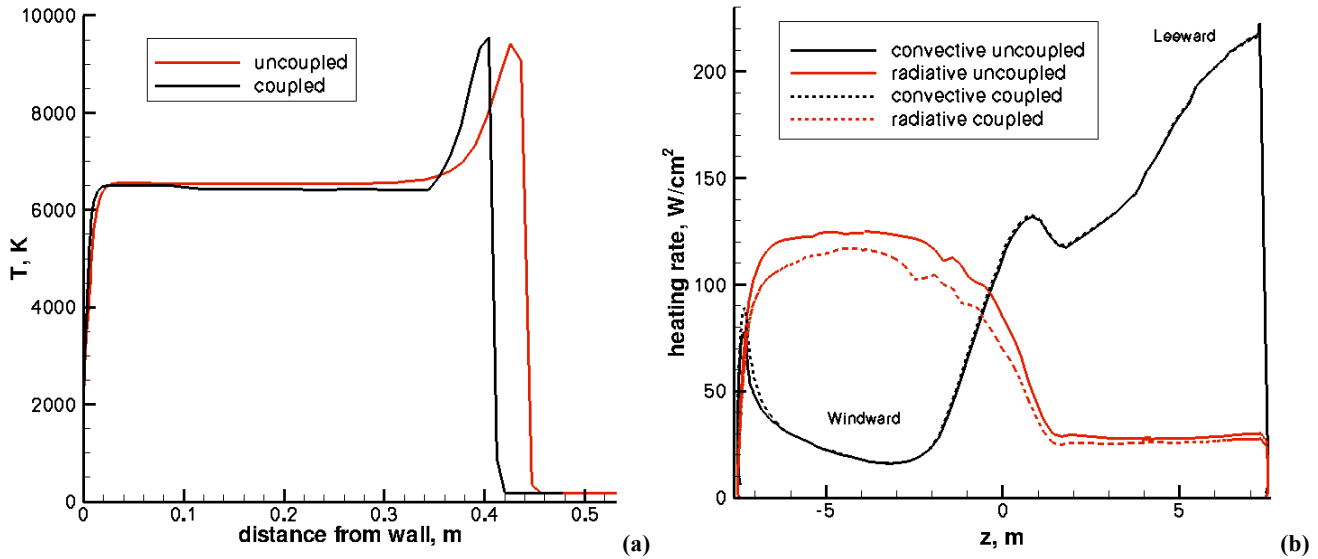 10000
8000
6000
4000
2000
0
T, K
uncoupled
coupled
0
0.1
0.2
0.3
0.4
0.5
distance from wall, m
(a)
200
150
100
50
0
heating rate, W/cm2
convective uncoupled
radiative uncoupled
convective coupled
radiative coupled
Leeward
Windward
-5
0
5
z, m
(b)